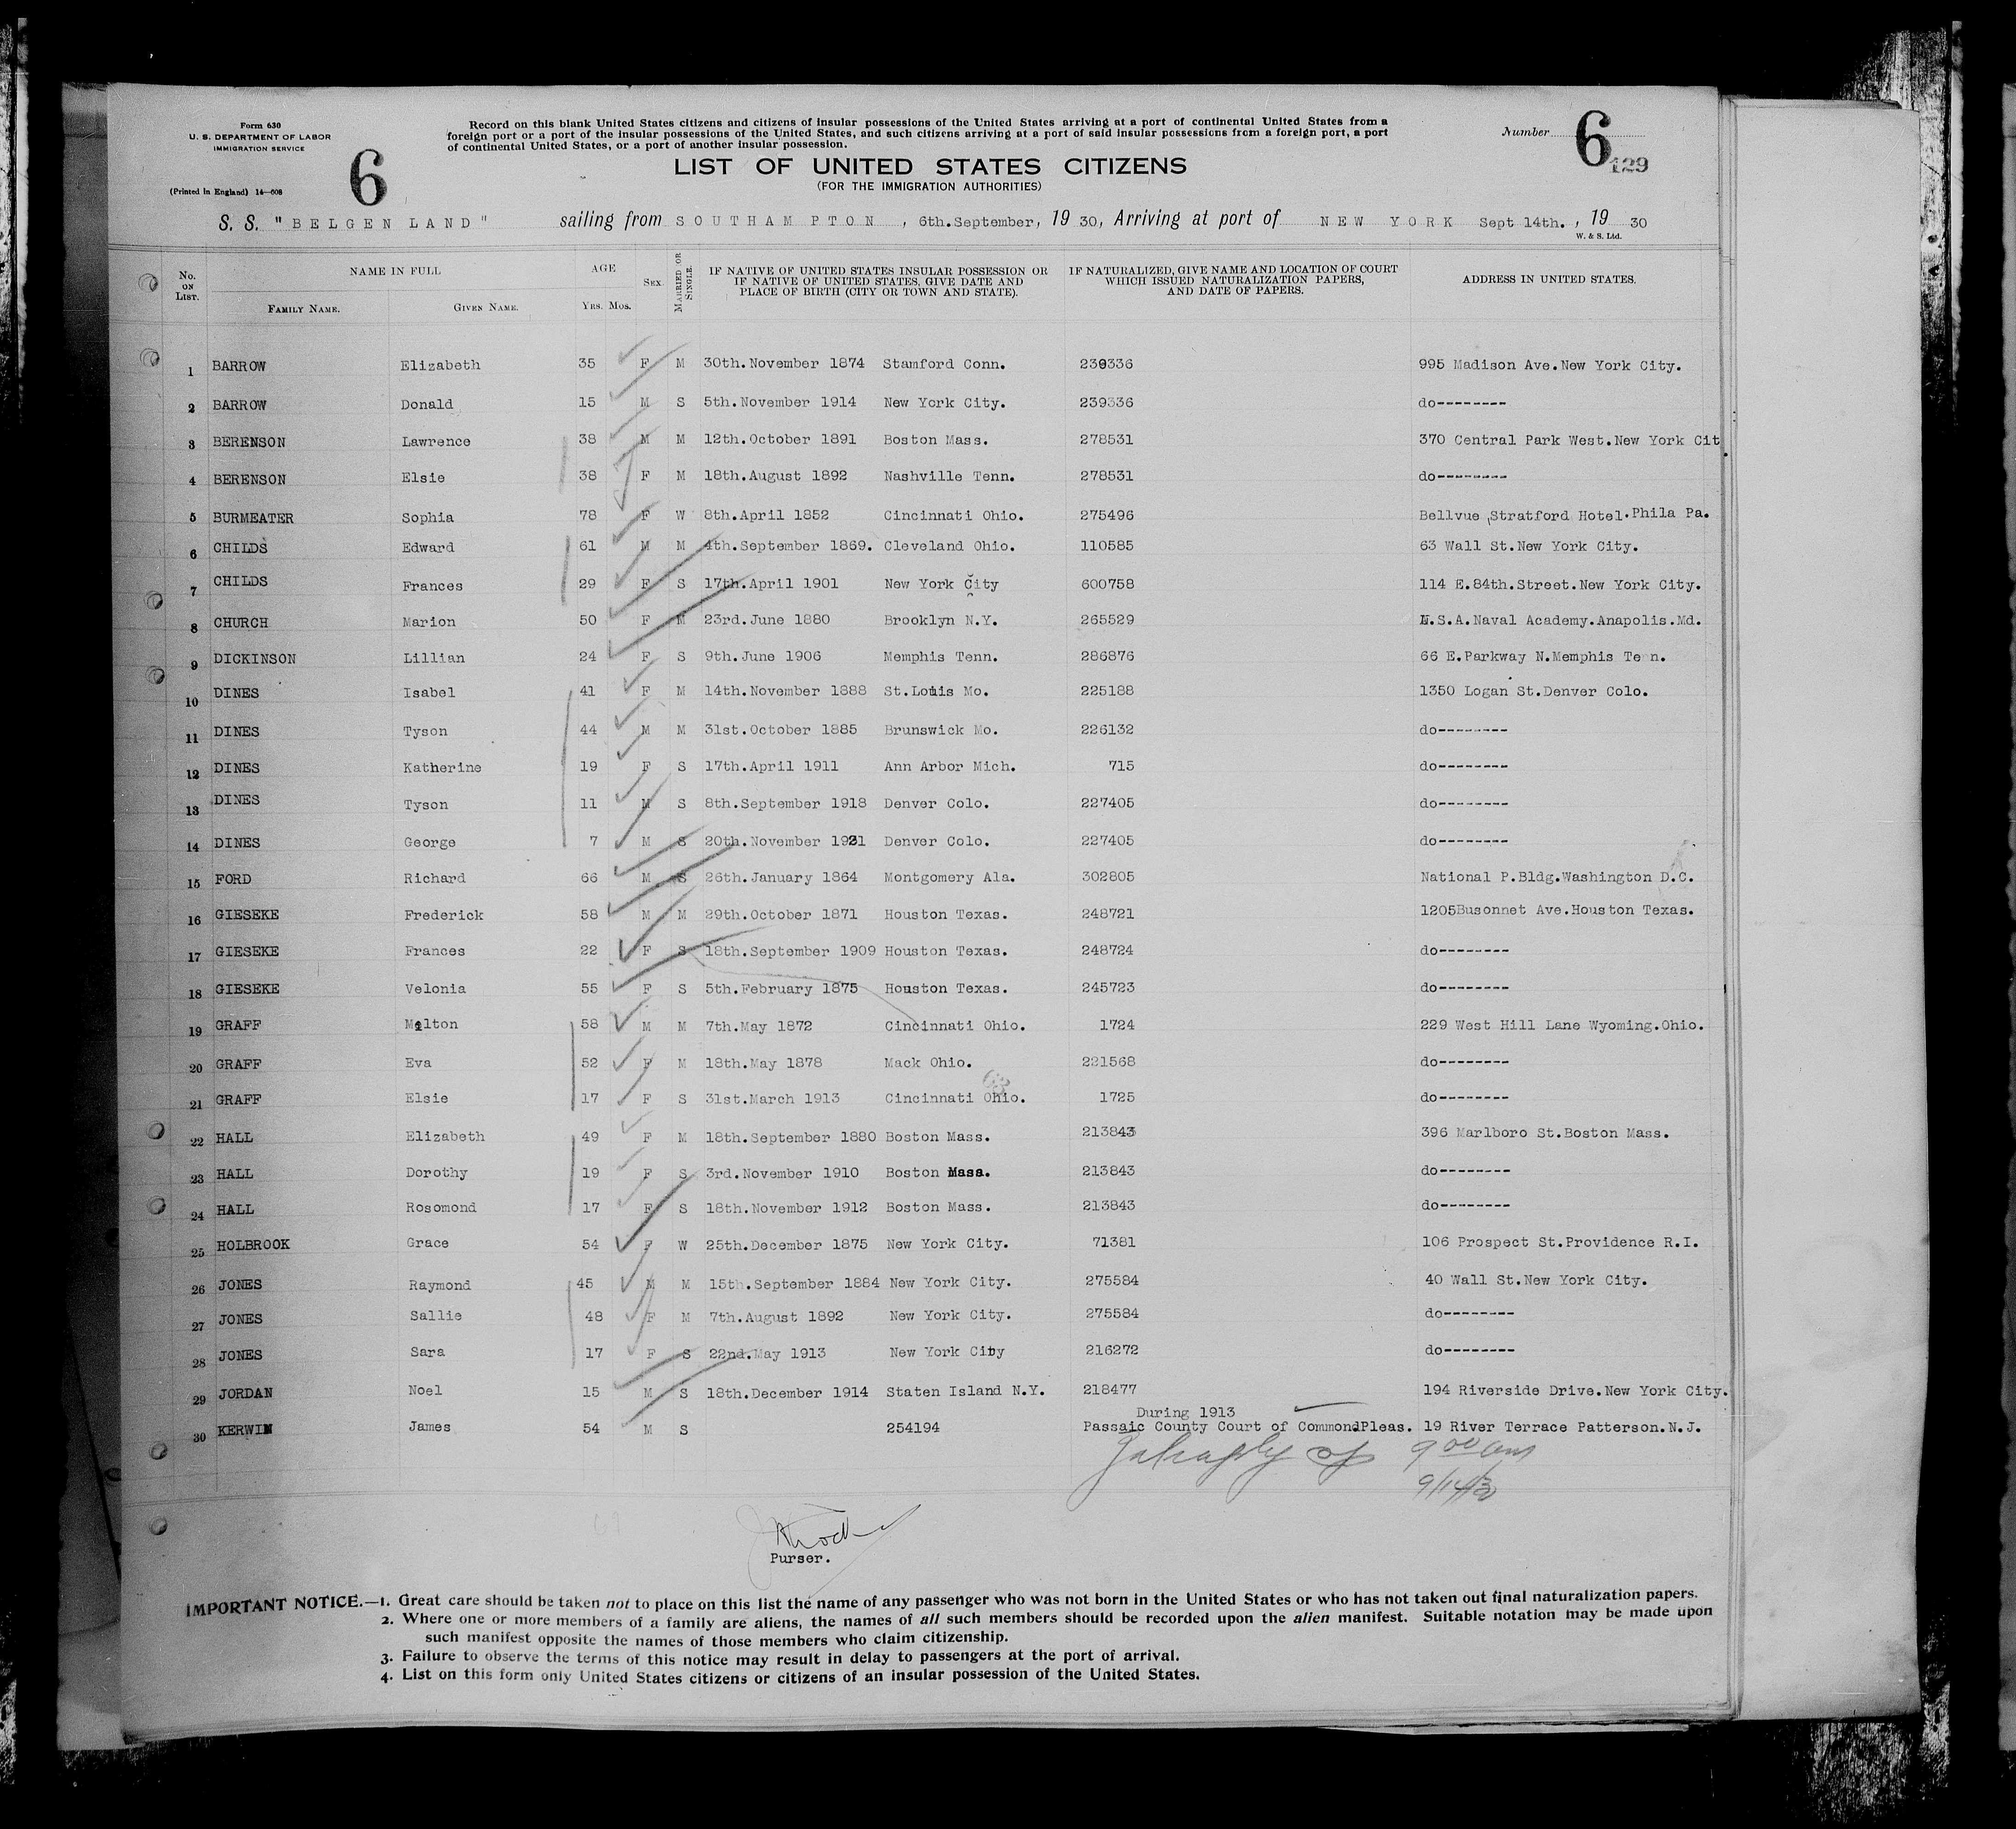 Form 630
U. S. DEPARTMENT OF LABOR
IMMIGRATION SERVICE
(Printed in England) 14—608
6
Record on this blank United States citizens and citizens of insular possessions of the United States arriving at a port of continental United States from a
foreign port or a port of the insular possessions of the United States, and such citizens arriving at a port of said insular possessions from a foreign port, a port
of continental United States, or a port of another insular possession.
LIST OF UNITED STATES CITIZENS
(FOR THE IMMIGRATION AUTHORITIES)
Number 6
129
S. S. "BELGEN LAND" sailing from SOUTHAM PTON , 6th.September, 19 30, Arriving at port of NEW YORK Sept 14th. , 19 30
W. & S. Ltd.
No. ON LIST. NAME IN FULL FAMILY NAME. GIVEN NAME. AGE YRS. MOS. SEX MARRIED OR SINGLE. IF NATIVE OF UNITED STATES INSULAR POSSESSION OR IF NATIVE OF UNITED STATES, GIVE DATE AND PLACE OF BIRTH (CITY OR TOWN AND STATE). IF NATURALIZED, GIVE NAME AND LOCATION OF COURT WHICH ISSUED NATURALIZATION PAPERS, AND DATE OF PAPERS. ADDRESS IN UNITED STATES.
1 BARROW Elizabeth 35 F M 30th.November 1874 Stamford Conn. 239336 995 Madison Ave.New York City.
2 BARROW Donald 15 M S 5th.November 1914 New York City. 239336 do--------
3 BERENSON Lawrence 38 M M 12th.October 1891 Boston Mass. 278531 370 Central Park West.New York Cit
4 BERENSON Elsie 38 F M 18th.August 1892 Nashville Tenn. 278531 do--------
5 BURMEATER Sophia 78 F W 8th.April 1852 Cincinnati Ohio. 275496 Bellvue Stratford Hotel.Phila Pa.
6 CHILDS Edward 61 M M 4th.September 1869. Cleveland Ohio. 110585 63 Wall St.New York City.
7 CHILDS Frances 29 F S 17th.April 1901 New York City 600758 114 E.84th.Street.New York City.
8 CHURCH Marion 50 F M 23rd.June 1880 Brooklyn N.Y. 265529 U.S.A.Naval Academy.Anapolis.Md.
9 DICKINSON Lillian 24 F S 9th.June 1906 Memphis Tenn. 286876 66 E.Parkway N.Memphis Tenn.
10 DINES Isabel 41 F M 14th.November 1888 St.Louis Mo. 225188 1350 Logan St.Denver Colo.
11 DINES Tyson 44 M M 31st.October 1885 Brunswick Mo. 226132 do--------
12 DINES Katherine 19 F S 17th.April 1911 Ann Arbor Mich. 715 do--------
13 DINES Tyson 11 M S 8th.September 1918 Denver Colo. 227405 do--------
14 DINES George 7 M S 20th.November 1921 Denver Colo. 227405 do--------
15 FORD Richard 66 M S 26th.January 1864 Montgomery Ala. 302805 National P.Bldg.Washington D.C.
16 GIESEKE Frederick 58 M M 29th.October 1871 Houston Texas. 248721 1205Busonnet Ave.Houston Texas.
17 GIESEKE Frances 22 F S 18th.September 1909 Houston Texas. 248724 do--------
18 GIESEKE Velonia 55 F S 5th.February 1875 Houston Texas. 245723 do--------
19 GRAFF Milton 58 M M 7th.May 1872 Cincinnati Ohio. 1724 229 West Hill Lane Wyoming.Ohio.
20 GRAFF Eva 52 F M 18th.May 1878 Mack Ohio. 221568 do--------
21 GRAFF Elsie 17 F S 31st.March 1913 Cincinnati Ohio. 1725 do--------
22 HALL Elizabeth 49 F M 18th.September 1880 Boston Mass. 213843 396 Marlboro St.Boston Mass.
23 HALL Dorothy 19 F S 3rd.November 1910 Boston Mass. 213843 do--------
24 HALL Rosomond 17 F S 18th.November 1912 Boston Mass. 213843 do--------
25 HOLBROOK Grace 54 F W 25th.December 1875 New York City. 71381 106 Prospect St.Providence R.I.
26 JONES Raymond 45 M M 15th.September 1884 New York City. 275584 40 Wall St.New York City.
27 JONES Sallie 48 F M 7th.August 1892 New York City. 275584 do--------
28 JONES Sara 17 F S 22nd.May 1913 New York City 216272 do--------
29 JORDAN Noel 15 M S 18th.December 1914 Staten Island N.Y. 218477 194 Riverside Drive.New York City.
During 1913
30 KERWIN James 54 M S 254194 Passaic County Court of CommondPleas. 19 River Terrace Patterson.N.J.
9 00 am
9/14/30
Purser.
IMPORTANT NOTICE.—1. Great care should be taken not to place on this list the name of any passenger who was not born in the United States or who has not taken out final naturalization papers.
2. Where one or more members of a family are aliens, the names of all such members should be recorded upon the alien manifest. Suitable notation may be made upon
such manifest opposite the names of those members who claim citizenship.
3. Failure to observe the terms of this notice may result in delay to passengers at the port of arrival.
4. List on this form only United States citizens or citizens of an insular possession of the United States.